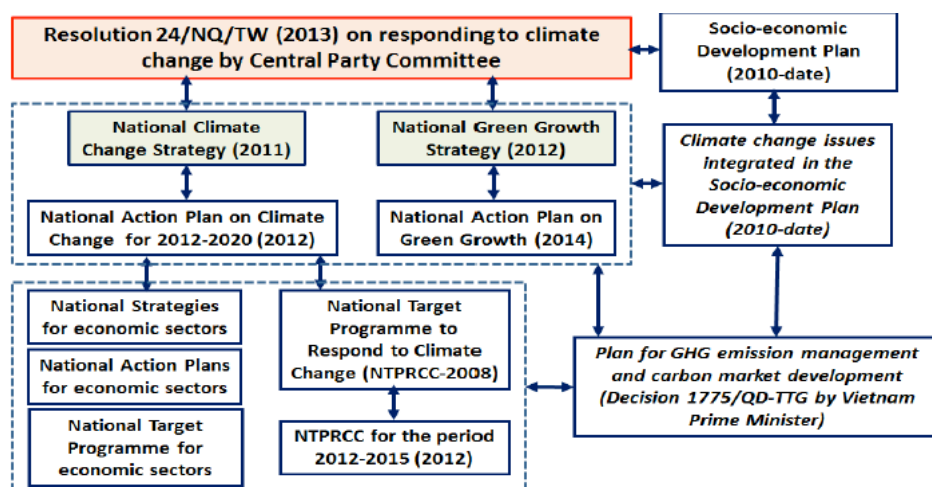 Resolution 24/NQ/TW (2013) on responding to climate
change by Central Party Committee
Socio-economic
Development Plan
(2010-date)
National Climate
Change Strategy (2011)
National Green Growth
Strategy (2012)
Climate change issues
integrated in the
Socio-economic
Development Plan
(2010-date)
National Action Plan on Climate
Change for 2012-2020 (2012)
National Action Plan on
Green Growth (2014)
National Strategies
for economic sectors
National Action Plans
for economic sectors
National Target
Programme for
economic sectors
National Target
Programme to
Respond to Climate
Change (NTPRCC-2008)
NTPRCC for the period
2012-2015 (2012)
Plan for GHG emission management
and carbon market development
(Decision 1775/QD-TTG by Vietnam
Prime Minister)